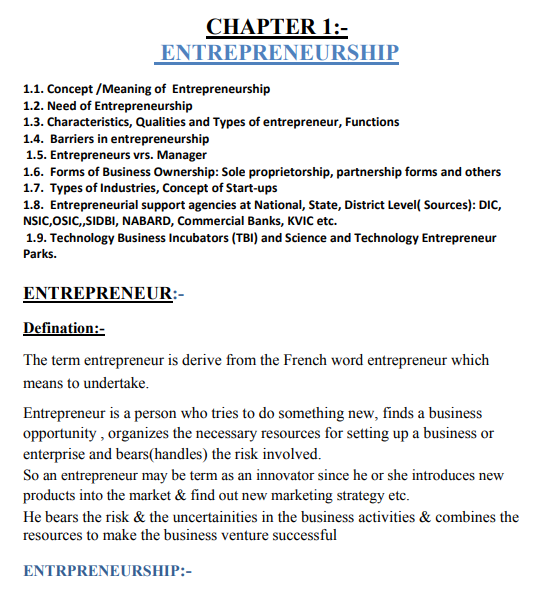 CHAPTER 1:-
ENTREPRENEURSHIP
1.1. Concept /Meaning of Entrepreneurship
1.2. Need of Entrepreneurship
1.3. Characteristics, Qualities and Types of entrepreneur, Functions
1.4. Barriers in entrepreneurship
1.5. Entrepreneurs vrs. Manager
1.6. Forms of Business Ownership: Sole proprietorship, partnership forms and others
1.7. Types of Industries, Concept of Start-ups
1.8. Entrepreneurial support agencies at National, State, District Level( Sources): DIC,
NSIC,OSIC,,SIDBI, NABARD, Commercial Banks, KVIC etc.
1.9. Technology Business Incubators (TBI) and Science and Technology Entrepreneur
Parks.
ENTREPRENEUR:-
Defination:-
The term entrepreneur is derive from the French word entrepreneur which
means to undertake.
Entrepreneur is a person who tries to do something new, finds a business
opportunity , organizes the necessary resources for setting up a business or
enterprise and bears(handles) the risk involved.
So an entrepreneur may be term as an innovator since he or she introduces new
products into the market & find out new marketing strategy etc.
He bears the risk & the uncertainities in the business activities & combines the
resources to make the business venture successful
ENTRPRENEURSHIP:-